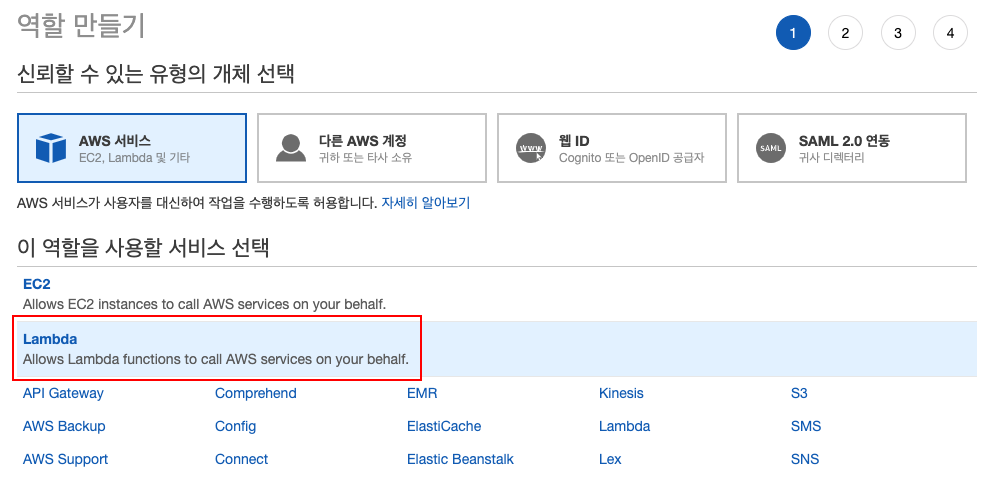 역할 만들기
1 2 3 4
신뢰할 수 있는 유형의 개체 선택
AWS 서비스
EC2, Lambda 및 기타
다른 AWS 계정
귀하 또는 타사 소유
웹 ID
Cognito 또는 OpenID 공급자
SAML 2.0 연동
귀사 디렉터리
WWW
SAML
AWS 서비스가 사용자를 대신하여 작업을 수행하도록 허용합니다. 자세히 알아보기
이 역할을 사용할 서비스 선택
EC2
Allows EC2 instances to call AWS services on your behalf.
Lambda
Allows Lambda functions to call AWS services on your behalf.
API Gateway Comprehend EMR Kinesis S3
AWS Backup Config ElastiCache Lambda SMS
AWS Support Connect Elastic Beanstalk Lex SNS